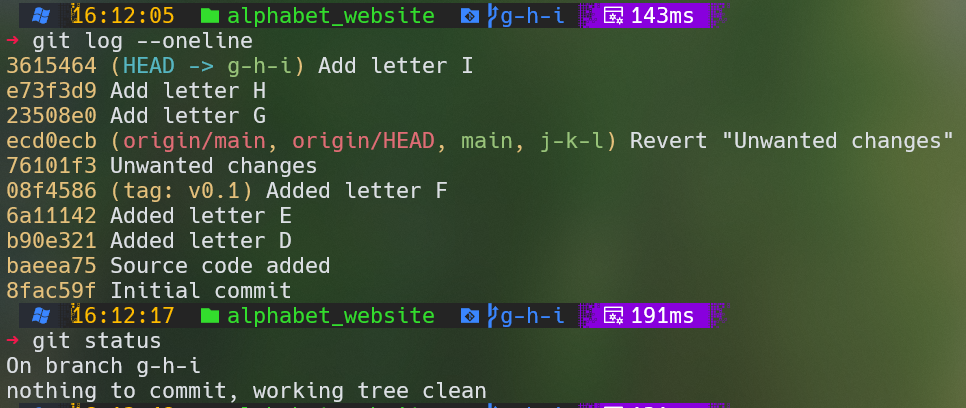 16:12:05 alphabet_website g-h-i 143ms
→ git log --oneline
3615464 (HEAD -> g-h-i) Add letter I
e73f3d9 Add letter H
23508e0 Add letter G
ecd0ecb (origin/main, origin/HEAD, main, j-k-l) Revert "Unwanted changes"
76101f3 Unwanted changes
08f4586 (tag: v0.1) Added letter F
6a11142 Added letter E
b90e321 Added letter D
baeea75 Source code added
8fac59f Initial commit
16:12:17 alphabet_website g-h-i 191ms
→ git status
On branch g-h-i
nothing to commit, working tree clean